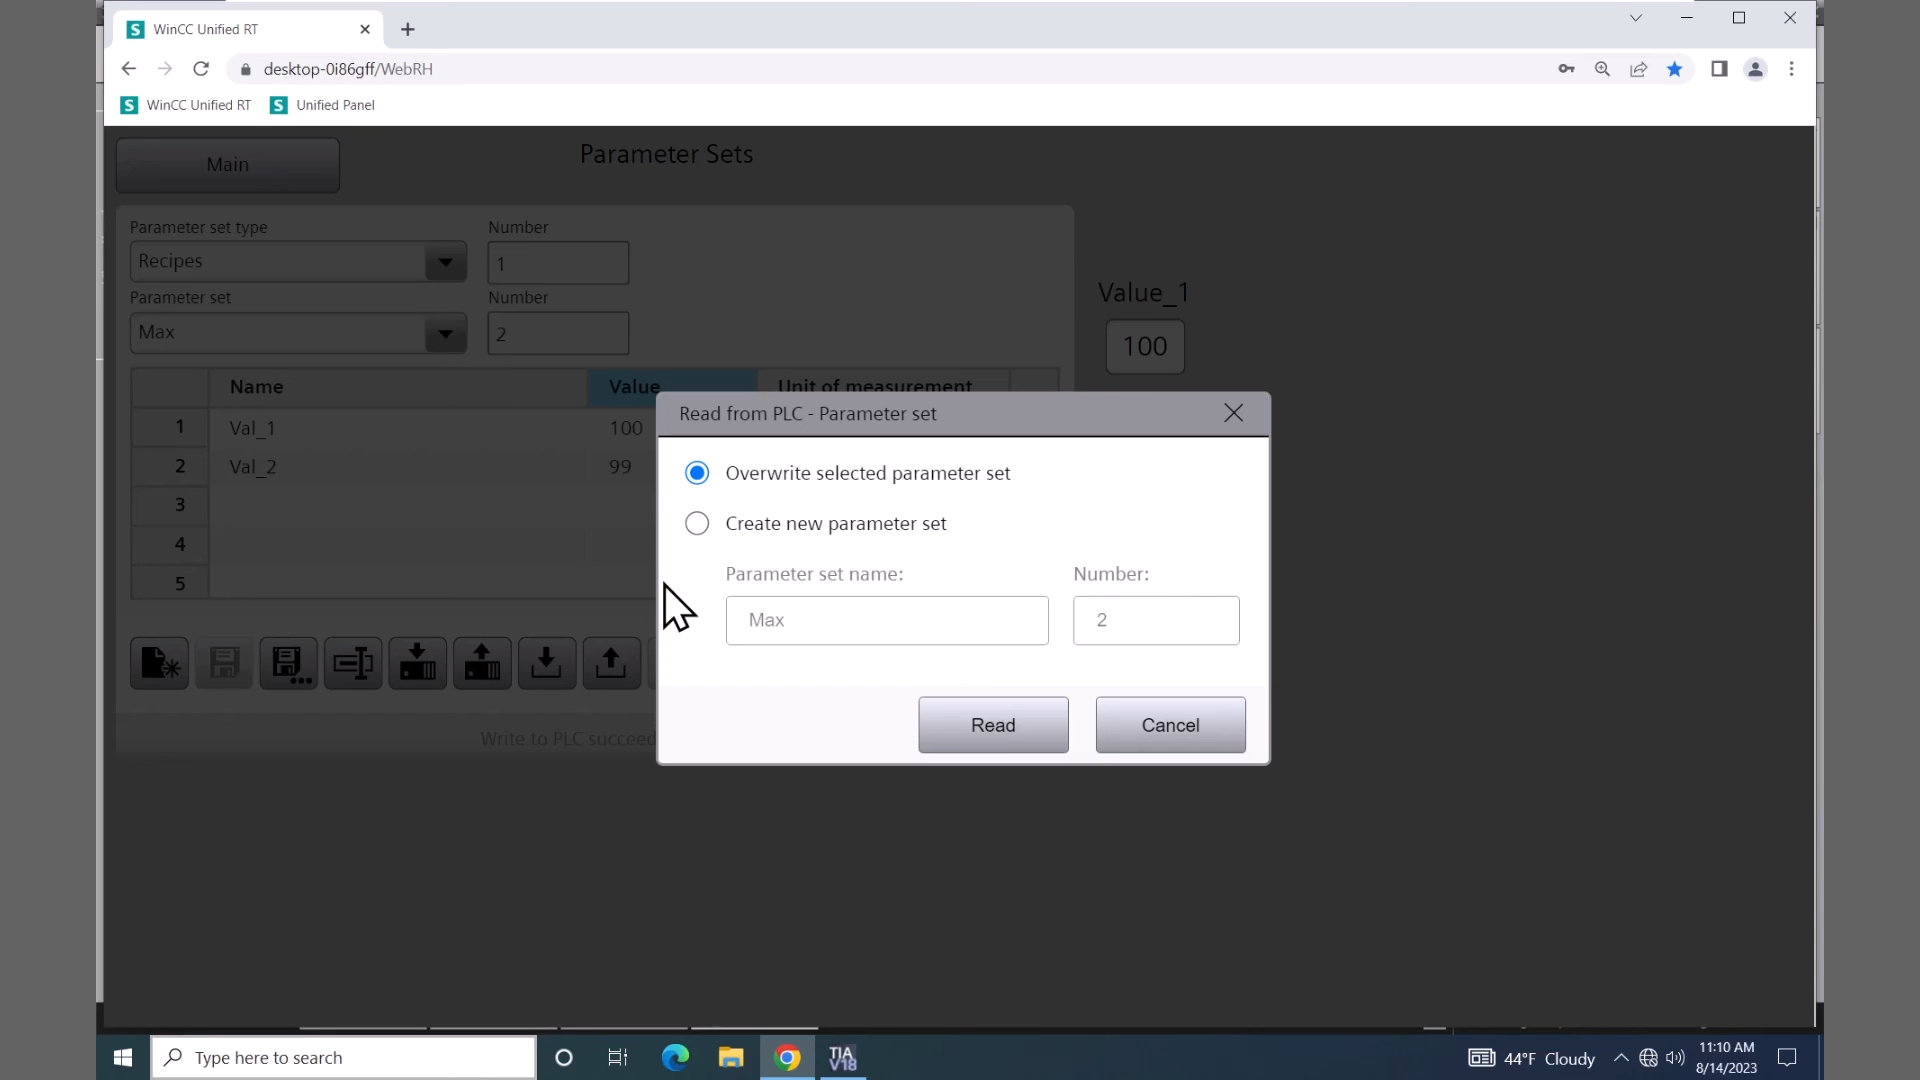 WinCC Unified RT
desktop-0i86gff/WebRH
WinCC Unified RT
Unified Panel
Main
Parameter Sets
Parameter set type
Number
Recipes
1
Parameter set
Number
Max
2
Value_1
100
Name
Value
Unit of measurement
1 Val_1 100
2 Val_2 99
3
4
5
Read from PLC - Parameter set
Overwrite selected parameter set
Create new parameter set
Parameter set name:
Number:
Max
2
Read
Cancel
Write to PLC succeed
Type here to search
TIA
V18
44°F Cloudy
11:10 AM
8/14/2023